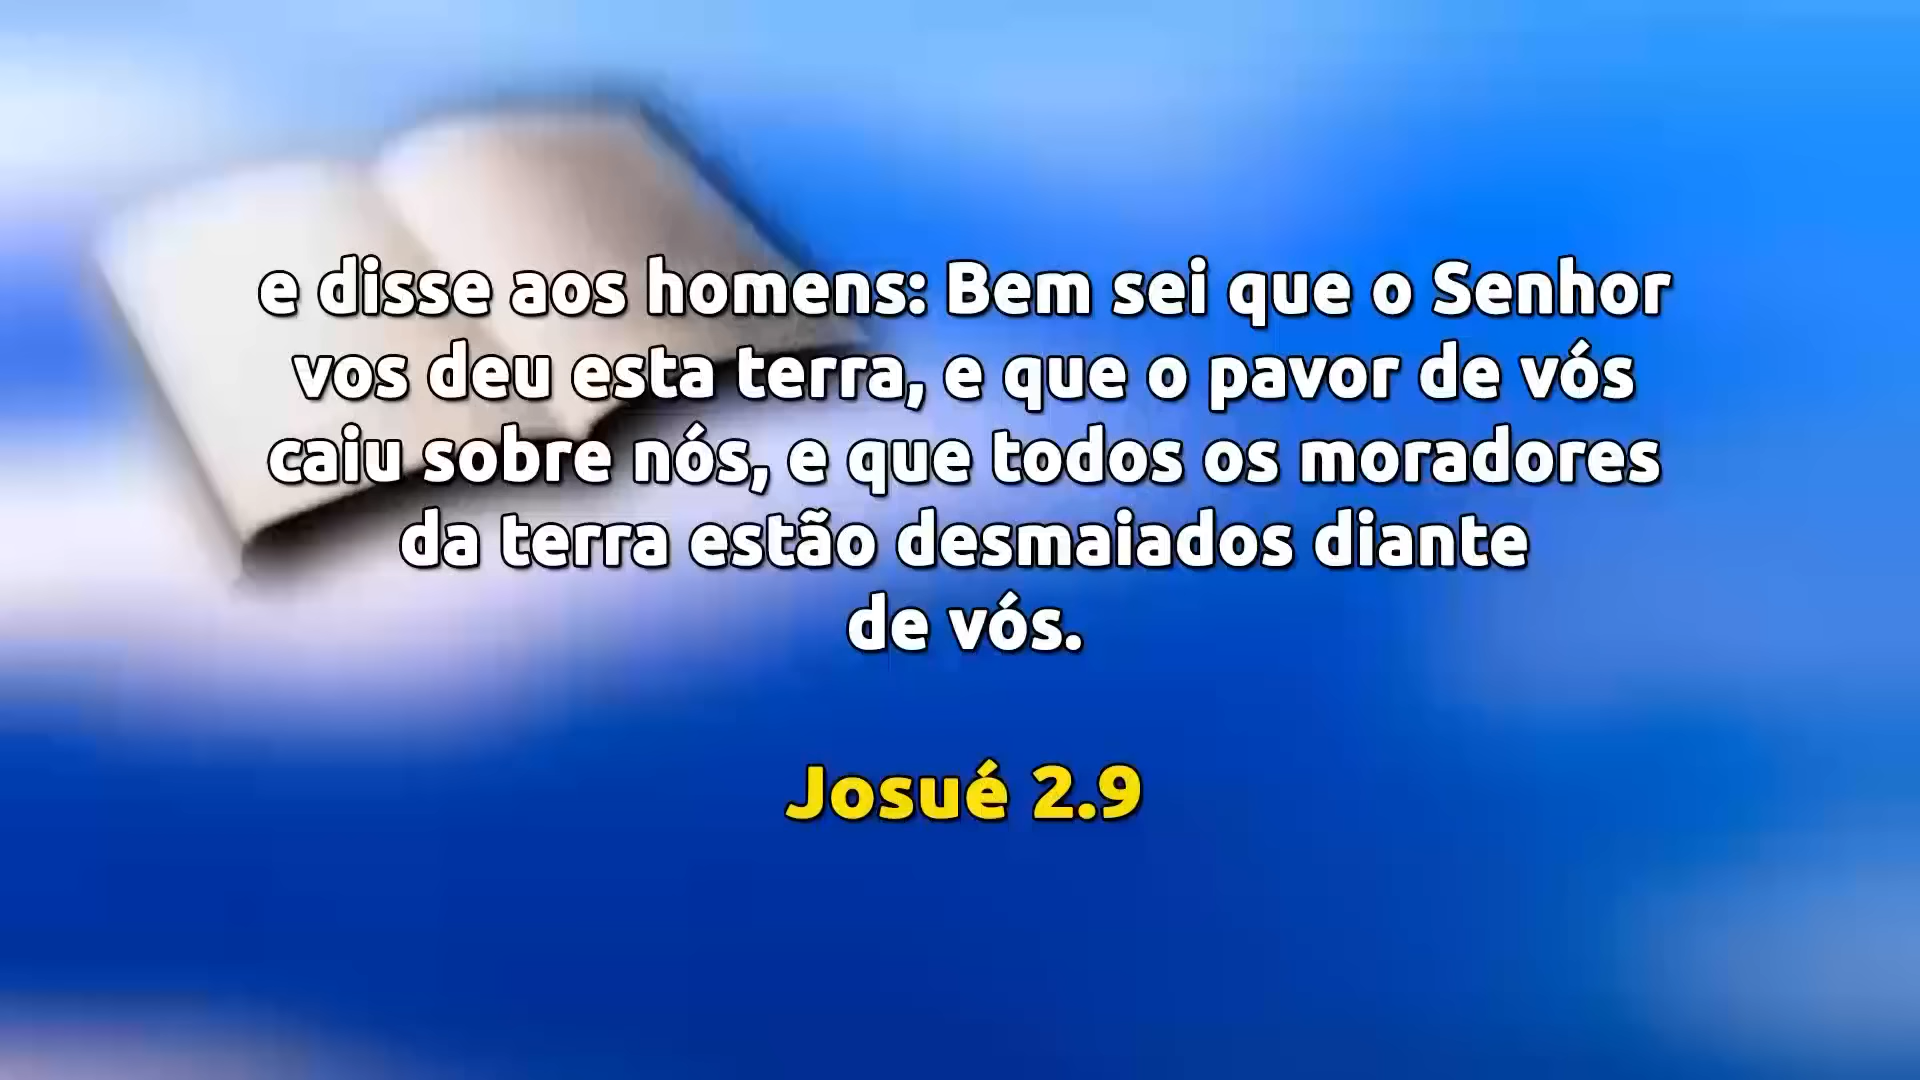 e disse aos homens: Bem sei que o Senhor
vos deu esta terra, e que o pavor de vós
caiu sobre nós, e que todos os moradores
da terra estão desmaiados diante
de vós.
Josué 2.9